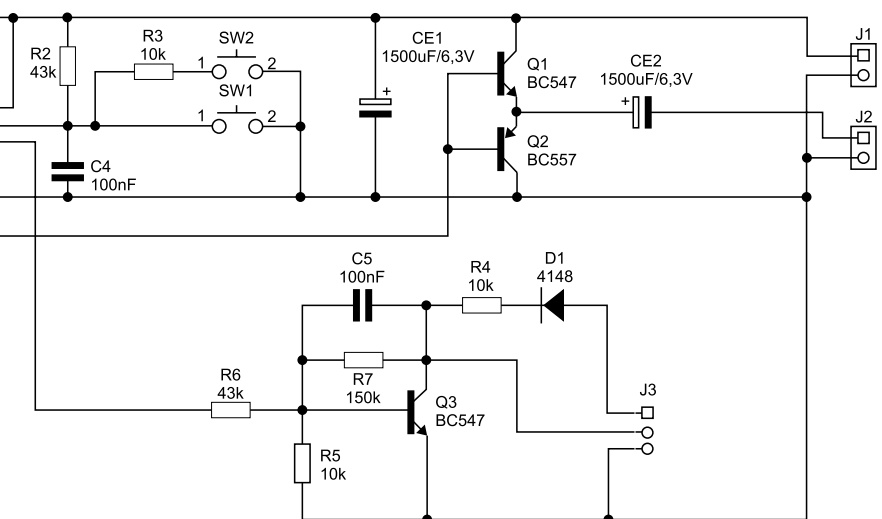 R2
43k
R3
10k
1
SW2
2
SW1
1
2
C4
100nF
CE1
1500uF/6,3V
+
Q1
BC547
CE2
1500uF/6,3V
+
Q2
BC557
J1
J2
C5
100nF
R4
10k
D1
4148
R6
43k
R7
150k
Q3
BC547
R5
10k
J3